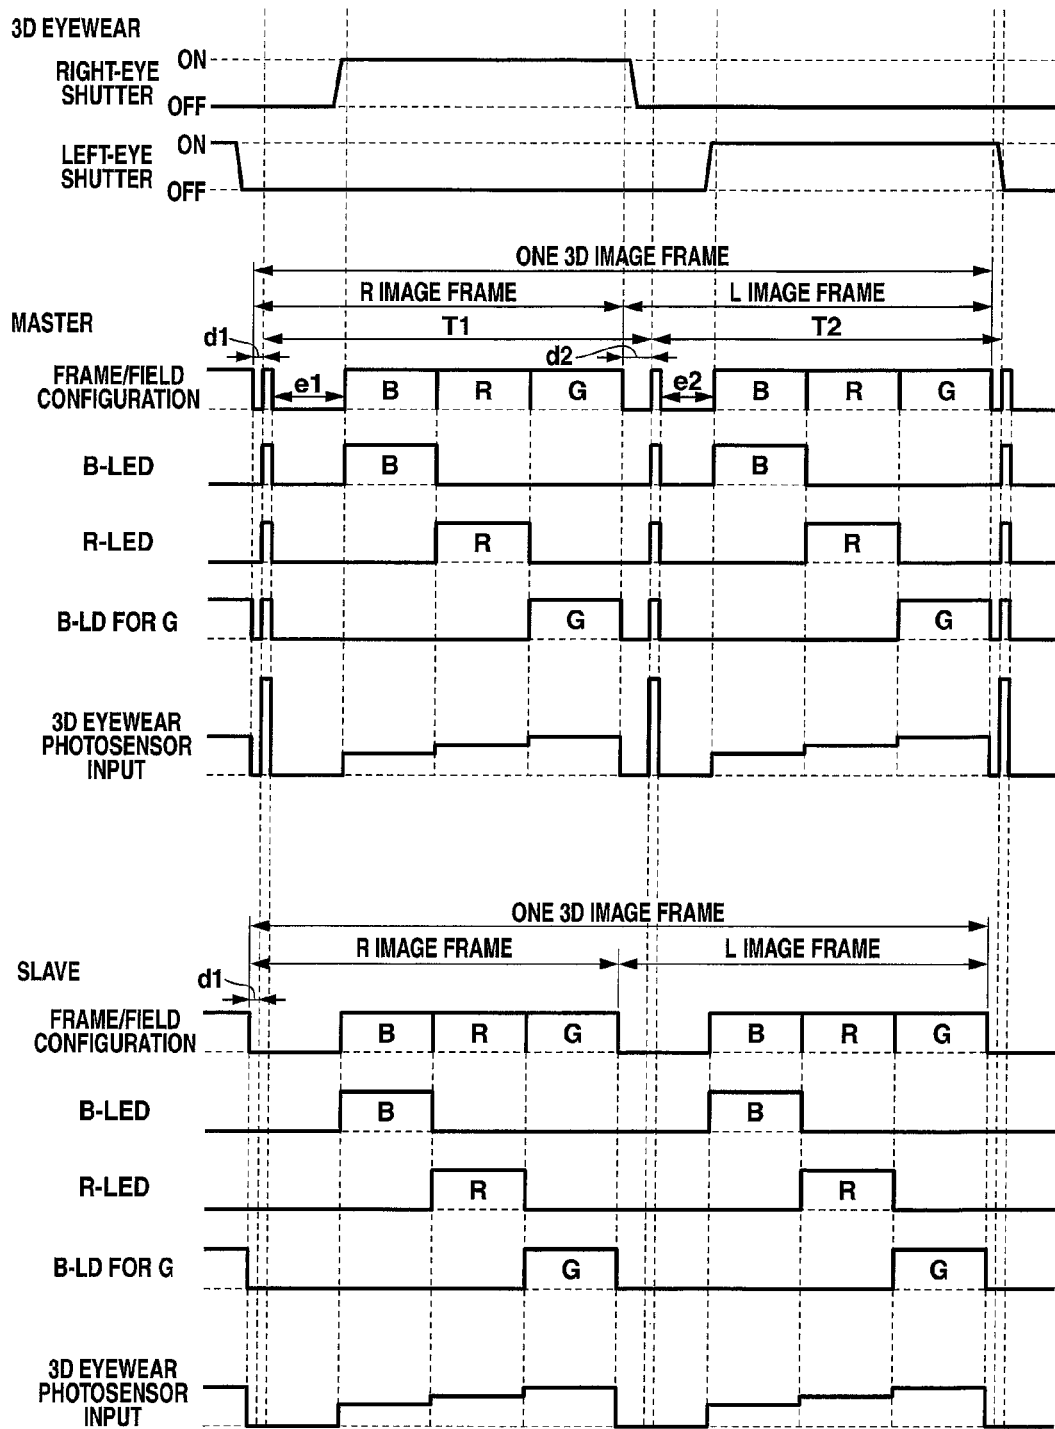 3D EYEWEAR
RIGHT-EYE
SHUTTER
ON
OFF
LEFT-EYE
SHUTTER
ON
OFF
ONE 3D IMAGE FRAME
R IMAGE FRAME
L IMAGE FRAME
MASTER
d1
T1
d2
T2
FRAME/FIELD
CONFIGURATION
e1
B
R
G
e2
B
R
G
B-LED
B
B
R-LED
R
R
B-LD FOR G
G
G
3D EYEWEAR
PHOTOSENSOR
INPUT
ONE 3D IMAGE FRAME
R IMAGE FRAME
L IMAGE FRAME
SLAVE
d1
FRAME/FIELD
CONFIGURATION
B
R
G
B
R
G
B-LED
B
B
R-LED
R
R
B-LD FOR G
G
G
3D EYEWEAR
PHOTOSENSOR
INPUT